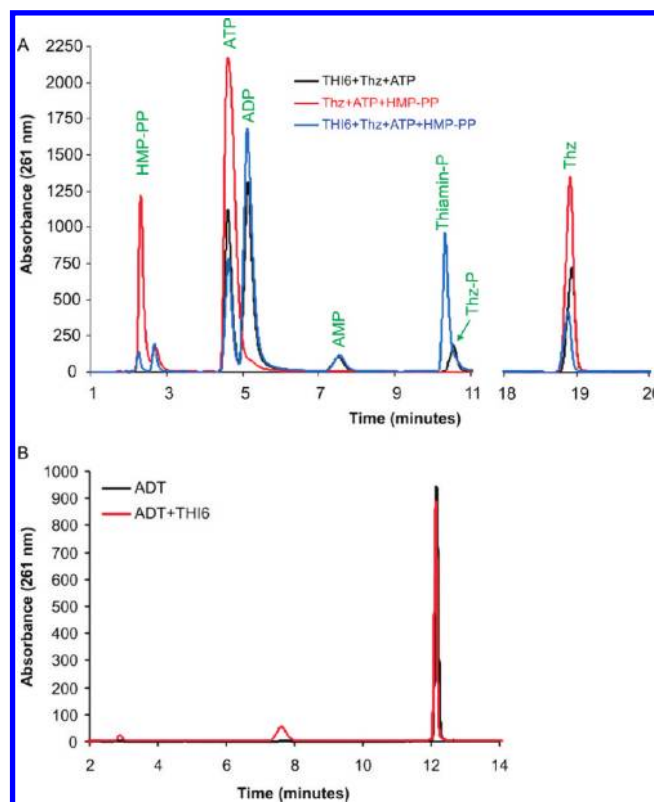 A
2250
2000
1750
1500
1250
1000
750
500
250
0
Absorbance (261 nm)
HMP-PP
ATP
ADP
AMP
Thiamin-P
Thz-P
Thz
THI6+Thz+ATP
Thz+ATP+HMP-PP
THI6+Thz+ATP+HMP-PP
1 3 5 7 9 11 18 19 20
Time (minutes)
B
1000
900
800
700
600
500
400
300
200
100
0
Absorbance (261 nm)
ADT
ADT+THI6
2 4 6 8 10 12 14
Time (minutes)